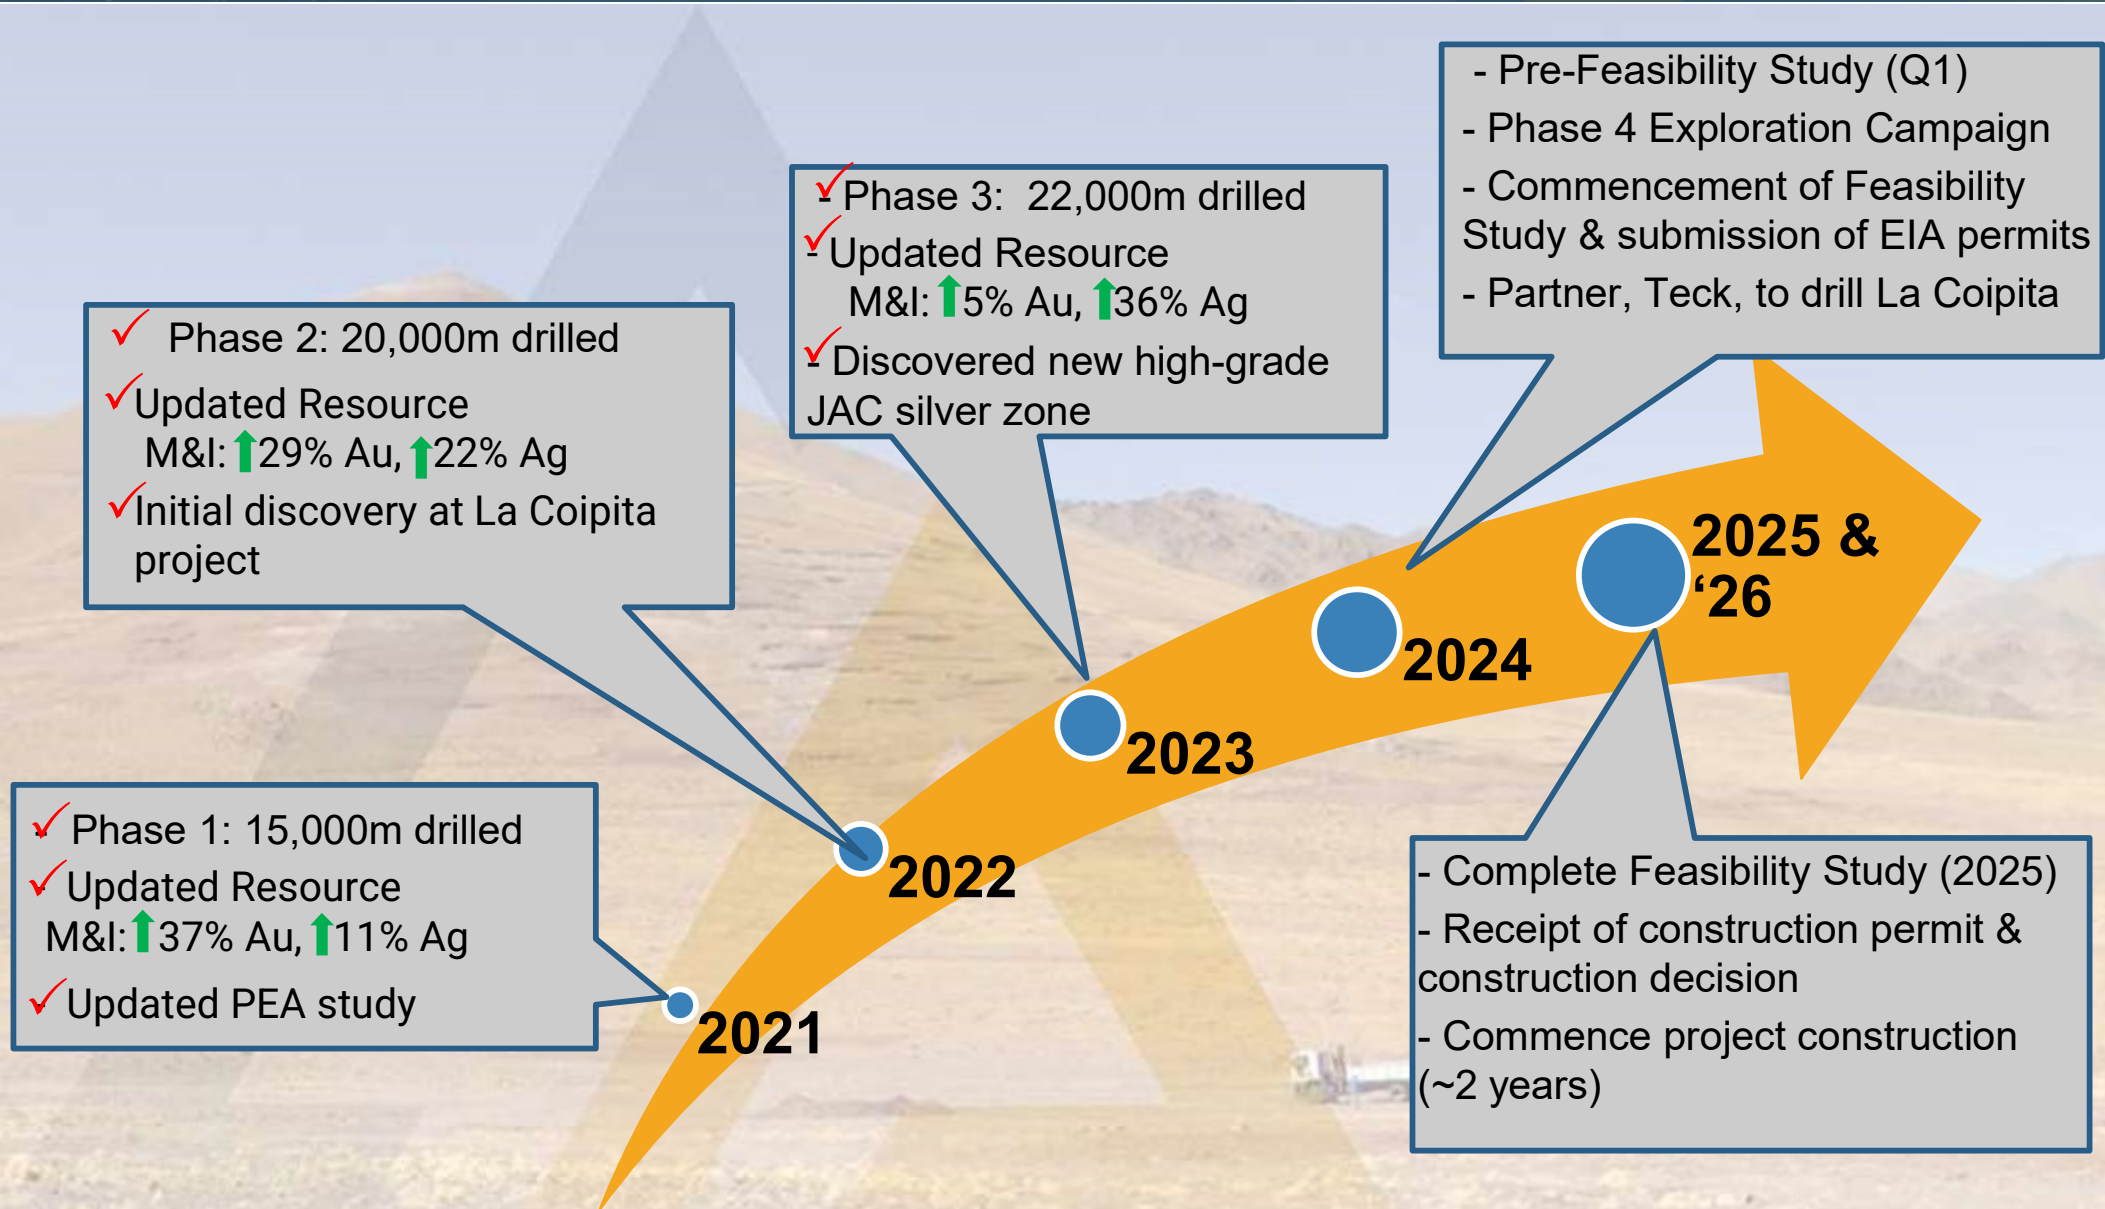 ✓ Phase 1: 15,000m drilled
✓ Updated Resource
M&I: ⬆37% Au, ⬆11% Ag
✓ Updated PEA study
2021
✓ Phase 2: 20,000m drilled
✓ Updated Resource
M&I: ⬆29% Au, ⬆22% Ag
✓ Initial discovery at La Coipita
project
2022
✓ Phase 3: 22,000m drilled
✓ Updated Resource
M&I: ⬆5% Au, ⬆36% Ag
✓ Discovered new high-grade
JAC silver zone
2023
- Pre-Feasibility Study (Q1)
- Phase 4 Exploration Campaign
- Commencement of Feasibility
Study & submission of EIA permits
- Partner, Teck, to drill La Coipita
2024
2025 &
‘26
- Complete Feasibility Study (2025)
- Receipt of construction permit &
construction decision
- Commence project construction
(~2 years)